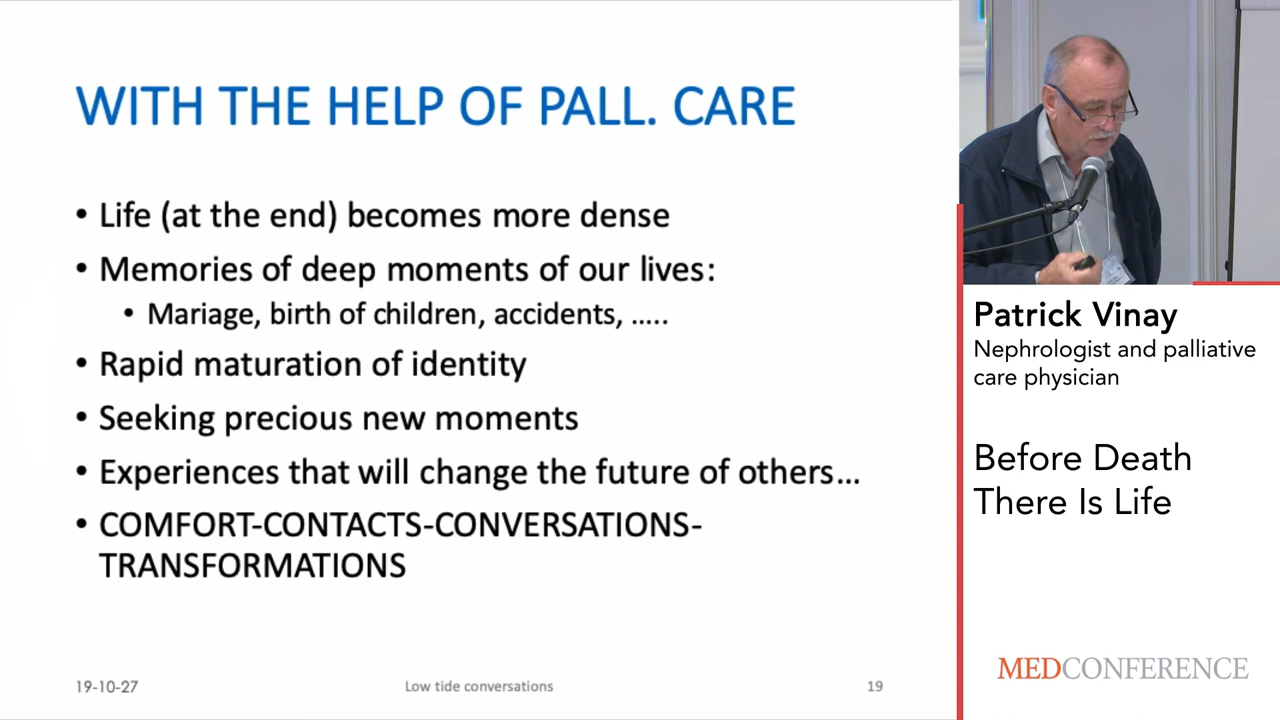 WITH THE HELP OF PALL. CARE
• Life (at the end) becomes more dense
• Memories of deep moments of our lives:
• Mariage, birth of children, accidents, .....
• Rapid maturation of identity
• Seeking precious new moments
• Experiences that will change the future of others...
• COMFORT-CONTACTS-CONVERSATIONS-
TRANSFORMATIONS
19-10-27
Low tide conversations
19
Patrick Vinay
Nephrologist and palliative
care physician
Before Death
There Is Life
MEDCONFERENCE